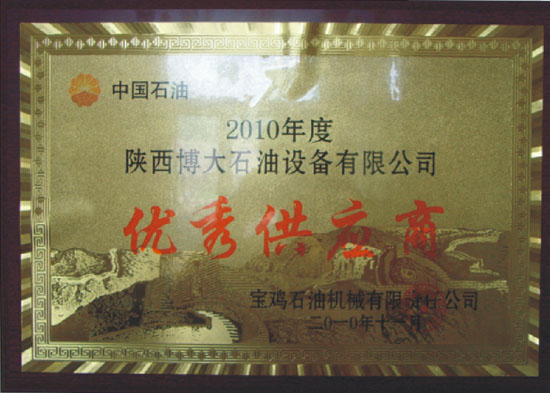 中国石油
2010年度
陕西博大石油设备有限公司
优秀供应商
宝鸡石油机械有限责任公司
二〇一〇年十一月